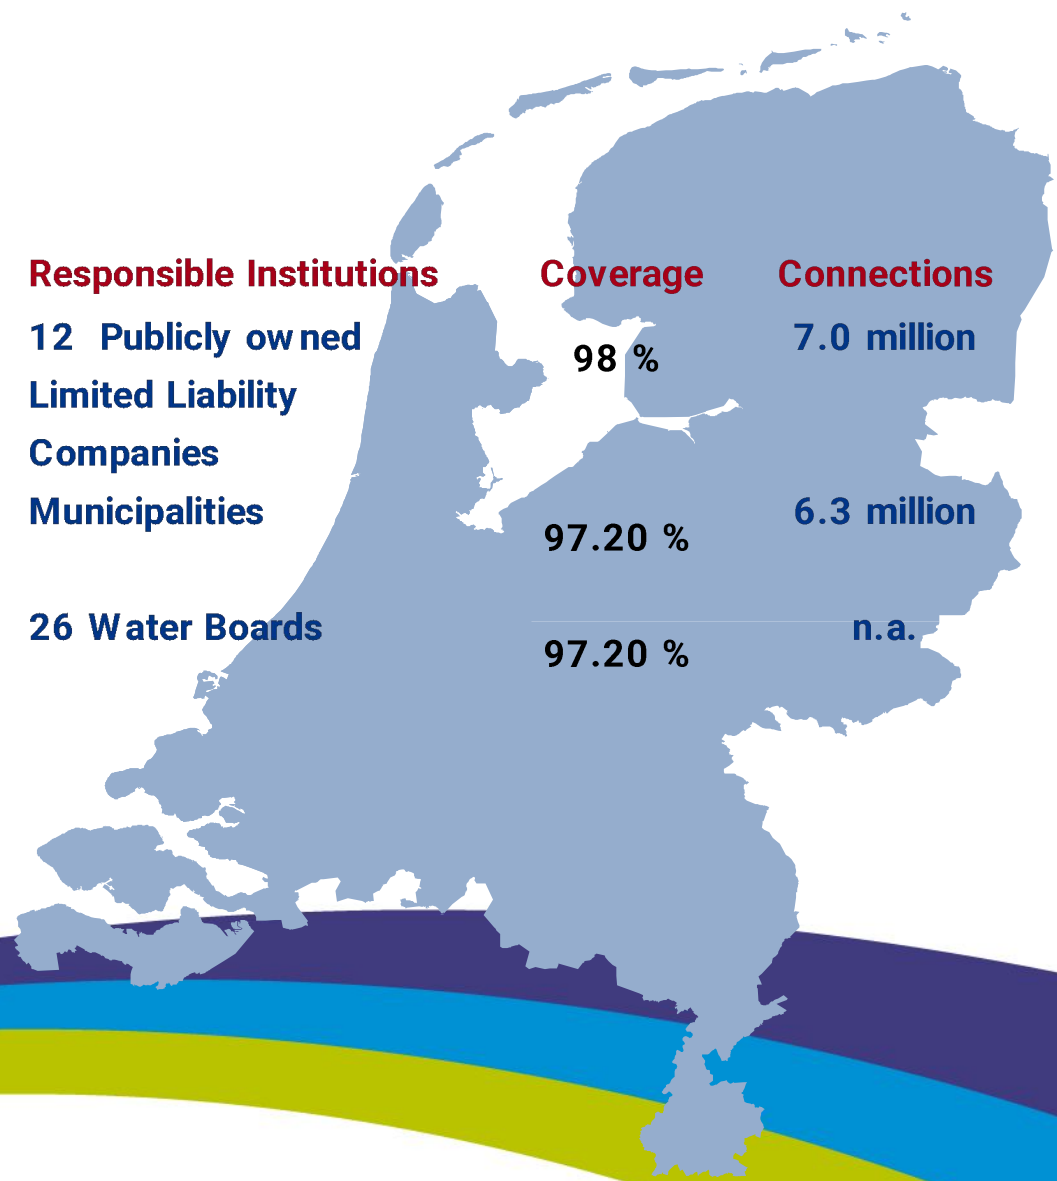 Responsible Institutions Coverage Connections
12 Publicly owned 98 % 7.0 million
Limited Liability
Companies
Municipalities 97.20 % 6.3 million
26 Water Boards 97.20 % n.a.